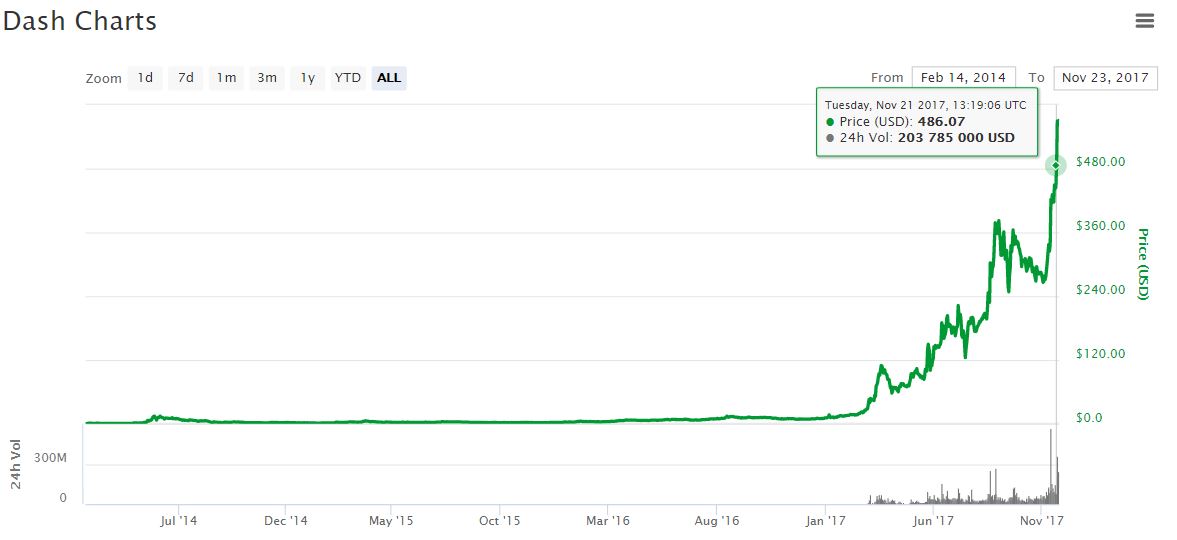 Dash Charts
Zoom 1d 7d 1m 3m 1y YTD ALL
From Feb 14, 2014 To Nov 23, 2017
Tuesday, Nov 21 2017, 13:19:06 UTC
Price (USD): 486.07
24h Vol: 203 785 000 USD
$480.00
$360.00
$240.00
$120.00
$0.0
Price (USD)
24h Vol
300M
0
Jul '14 Dec '14 May '15 Oct '15 Mar '16 Aug '16 Jan '17 Jun '17 Nov '17